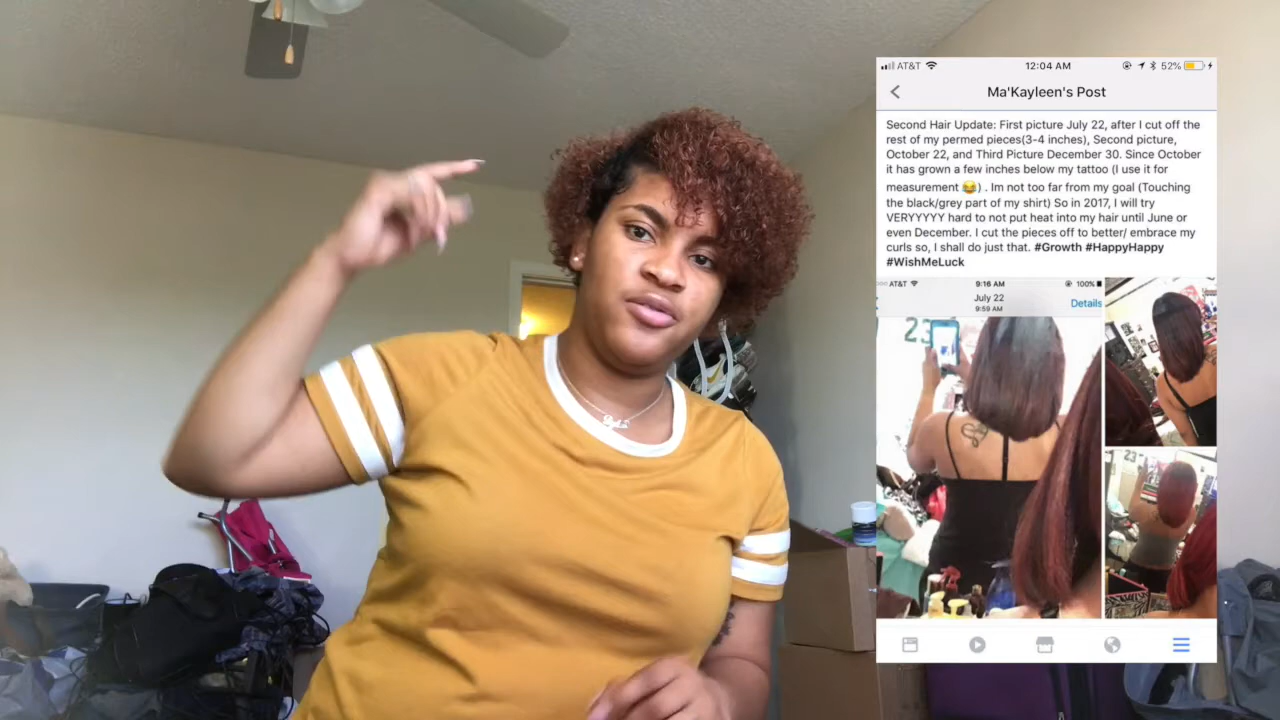 AT&T 12:04 AM 52%
Ma'Kayleen's Post
Second Hair Update: First picture July 22, after I cut off the
rest of my permed pieces(3-4 inches), Second picture,
October 22, and Third Picture December 30. Since October
it has grown a few inches below my tattoo (I use it for
measurement 😂) . Im not too far from my goal (Touching
the black/grey part of my shirt) So in 2017, I will try
VERYYYYY hard to not put heat into my hair until June or
even December. I cut the pieces off to better/ embrace my
curls so, I shall do just that. #Growth #HappyHappy
#WishMeLuck
AT&T 9:16 AM 100%
July 22
9:59 AM
Details
23
23